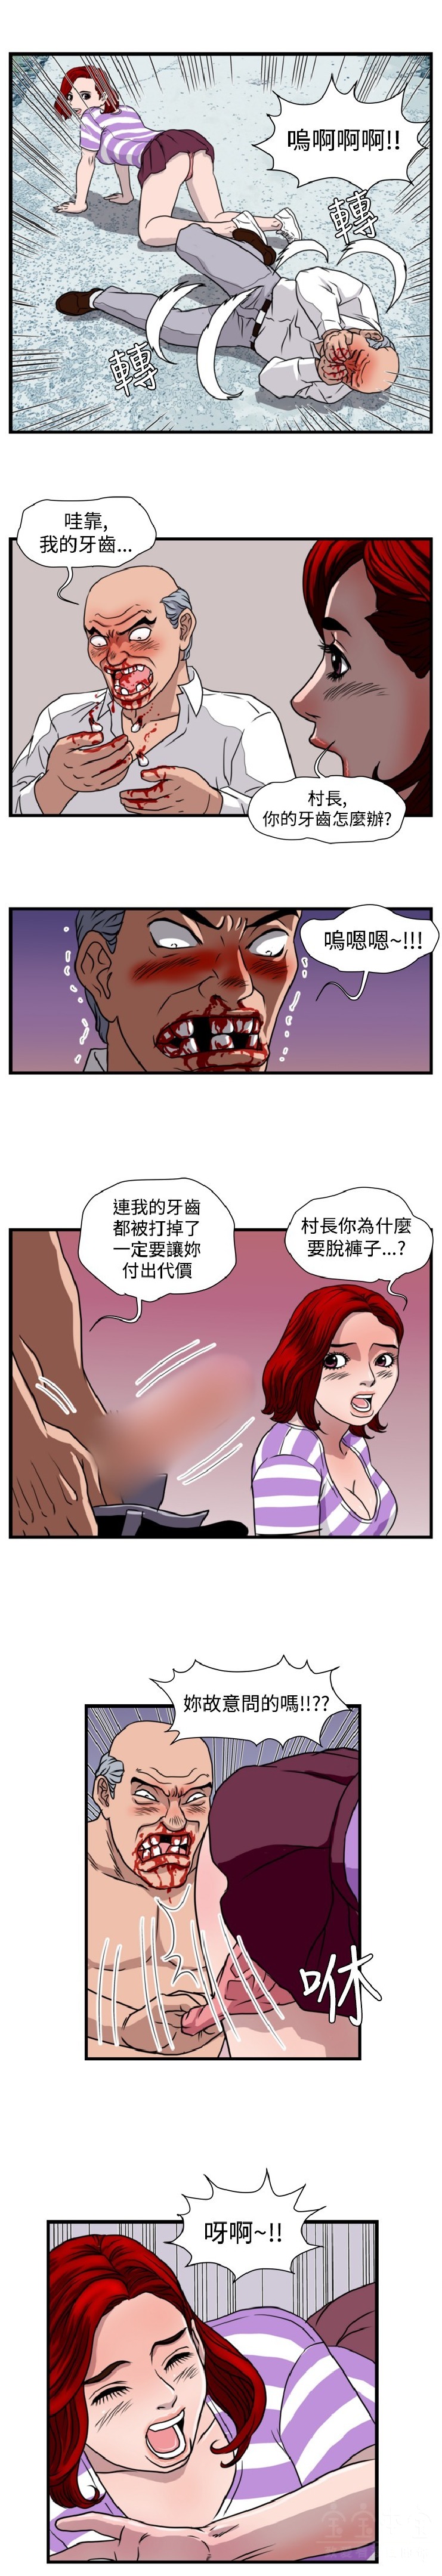 嗚啊啊啊!!
轉
轉
哇靠,
我的牙齒...
村長,
你的牙齒怎麼辦?
嗚嗯嗯~!!!
連我的牙齒
都被打掉了
一定要讓妳
付出代價
村長你為什麼
要脫褲子...?
妳故意問的嗎!!??
咻
呀啊~!!